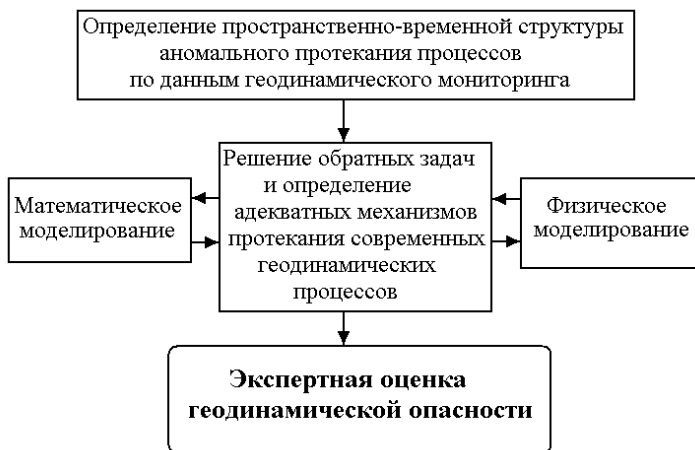 Определение пространственно-временной структуры
аномального протекания процессов
по данным геодинамического мониторинга
Решение обратных задач
и определение
адекватных механизмов
протекания современных
геодинамических
процессов
Математическое
моделирование
Физическое
моделирование
Экспертная оценка
геодинамической опасности